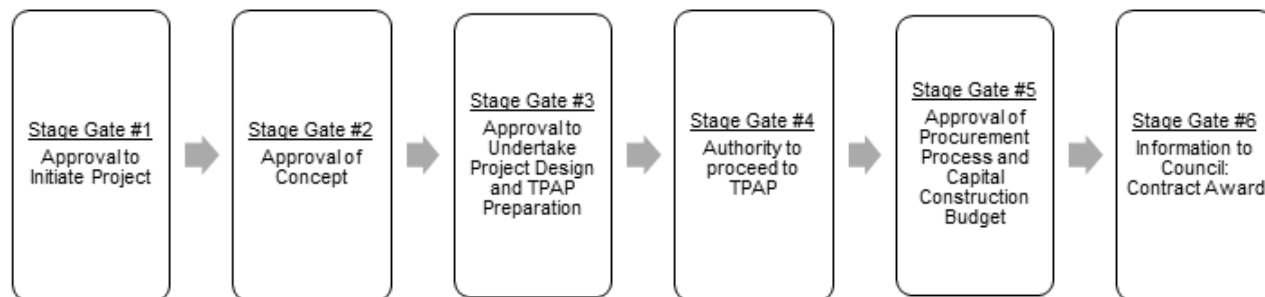 Stage Gate #1
Approval to
Initiate Project
Stage Gate #2
Approval of
Concept
Stage Gate #3
Approval to
Undertake
Project Design
and TPAP
Preparation
Stage Gate #4
Authority to
proceed to
TPAP
Stage Gate #5
Approval of
Procurement
Process and
Capital
Construction
Budget
Stage Gate #6
Information to
Council:
Contract Award